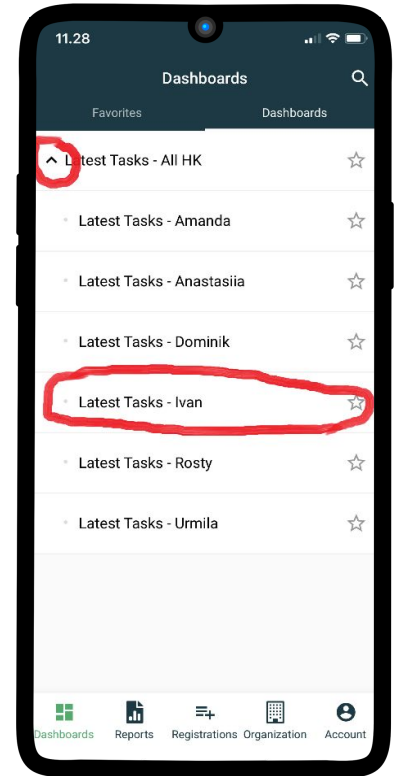 11.28
Dashboards
Favorites Dashboards
Latest Tasks - All HK
Latest Tasks - Amanda
Latest Tasks - Anastasiia
Latest Tasks - Dominik
Latest Tasks - Ivan
Latest Tasks - Rosty
Latest Tasks - Urmila
Dashboards Reports Registrations Organization Account